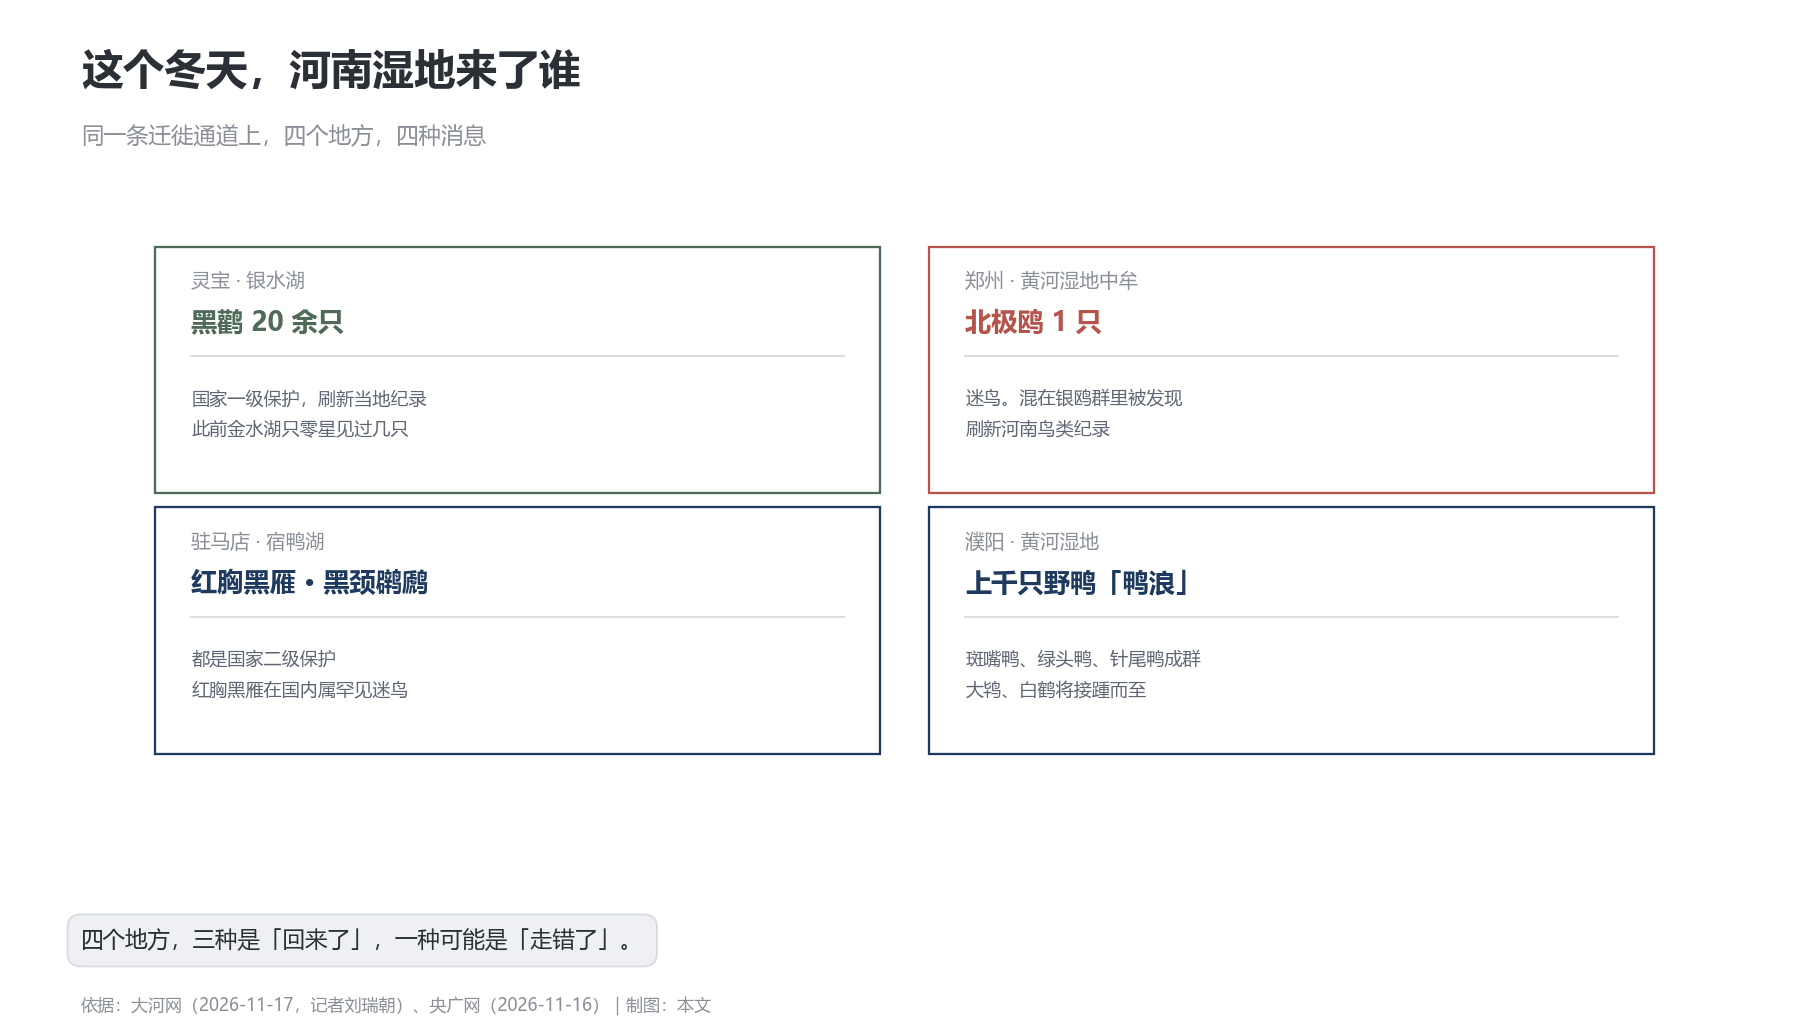 这个冬天，河南湿地来了谁
同一条迁徙通道上，四个地方，四种消息
灵宝 · 银水湖
黑鹳 20 余只
国家一级保护，刷新当地纪录
此前金水湖只零星见过几只
郑州 · 黄河湿地中牟
北极鸥 1 只
迷鸟。混在银鸥群里被发现
刷新河南鸟类纪录
驻马店 · 宿鸭湖
红胸黑雁 · 黑颈䴙䴘
都是国家二级保护
红胸黑雁在国内属罕见迷鸟
濮阳 · 黄河湿地
上千只野鸭「鸭浪」
斑嘴鸭、绿头鸭、针尾鸭成群
大鸨、白鹤将接踵而至
四个地方，三种是「回来了」，一种可能是「走错了」。
依据：大河网（2026-11-17，记者刘瑞朝）、央广网（2026-11-16） | 制图：本文